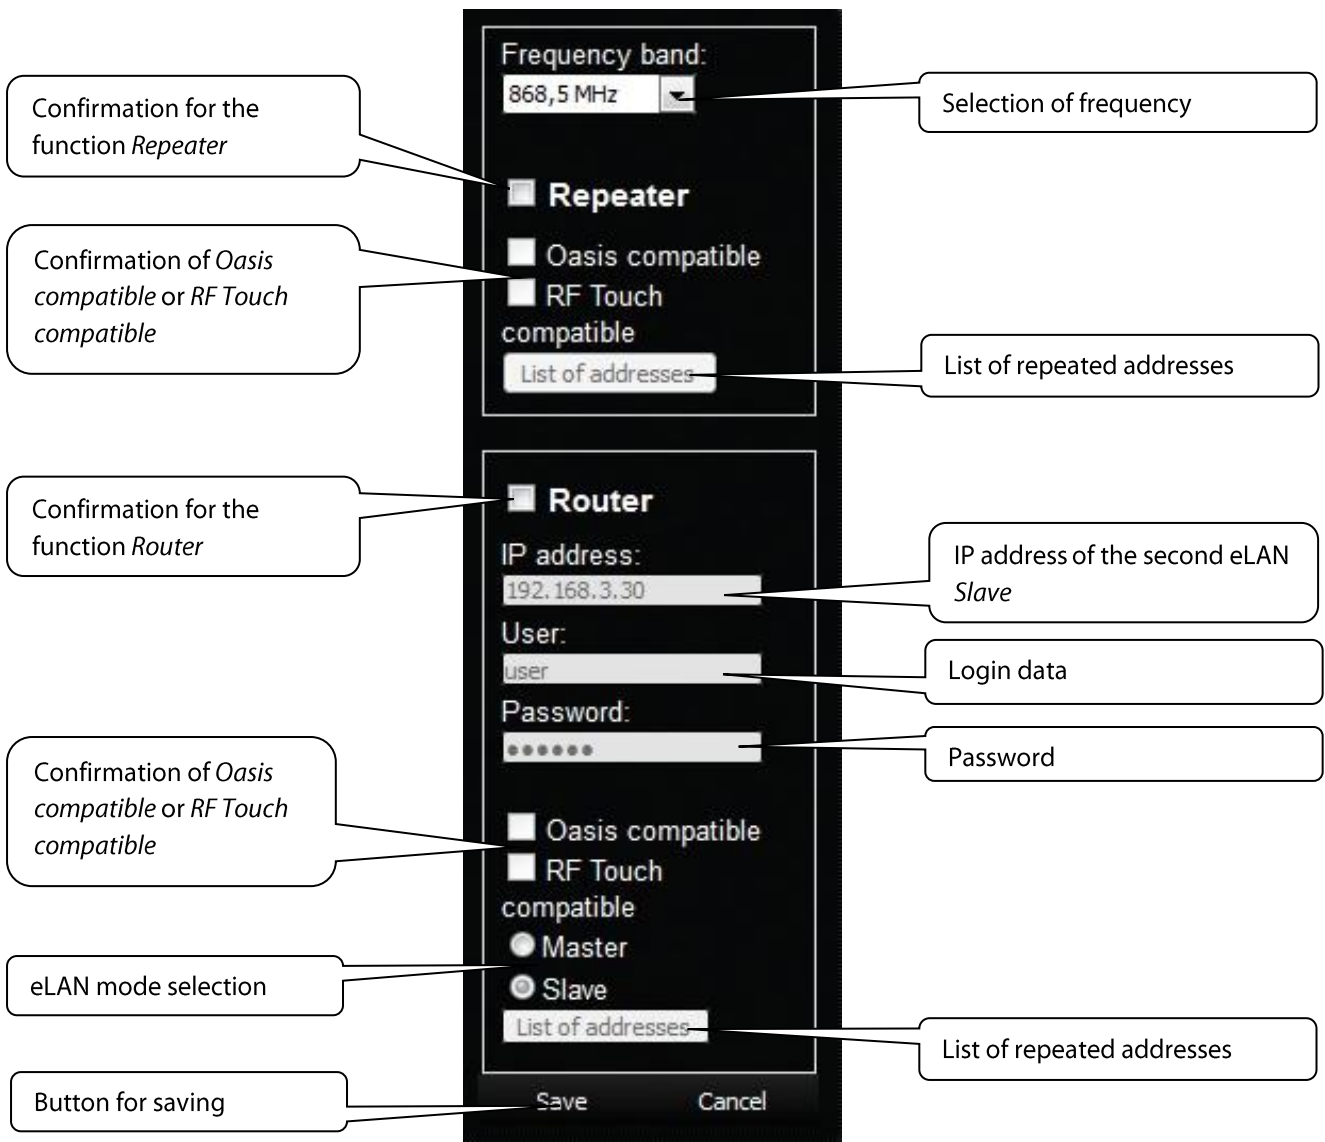 Frequency band:
868,5 MHz
Selection of frequency
Confirmation for the
function Repeater
Repeater
Confirmation of Oasis
compatible or RF Touch
compatible
Oasis compatible
RF Touch
compatible
List of addresses
List of repeated addresses
Confirmation for the
function Router
Router
IP address:
192.168.3.30
IP address of the second eLAN
Slave
User:
user
Login data
Password:
●●●●●●
Password
Confirmation of Oasis
compatible or RF Touch
compatible
Oasis compatible
RF Touch
compatible
eLAN mode selection
Master
Slave
List of addresses
List of repeated addresses
Button for saving
Save
Cancel